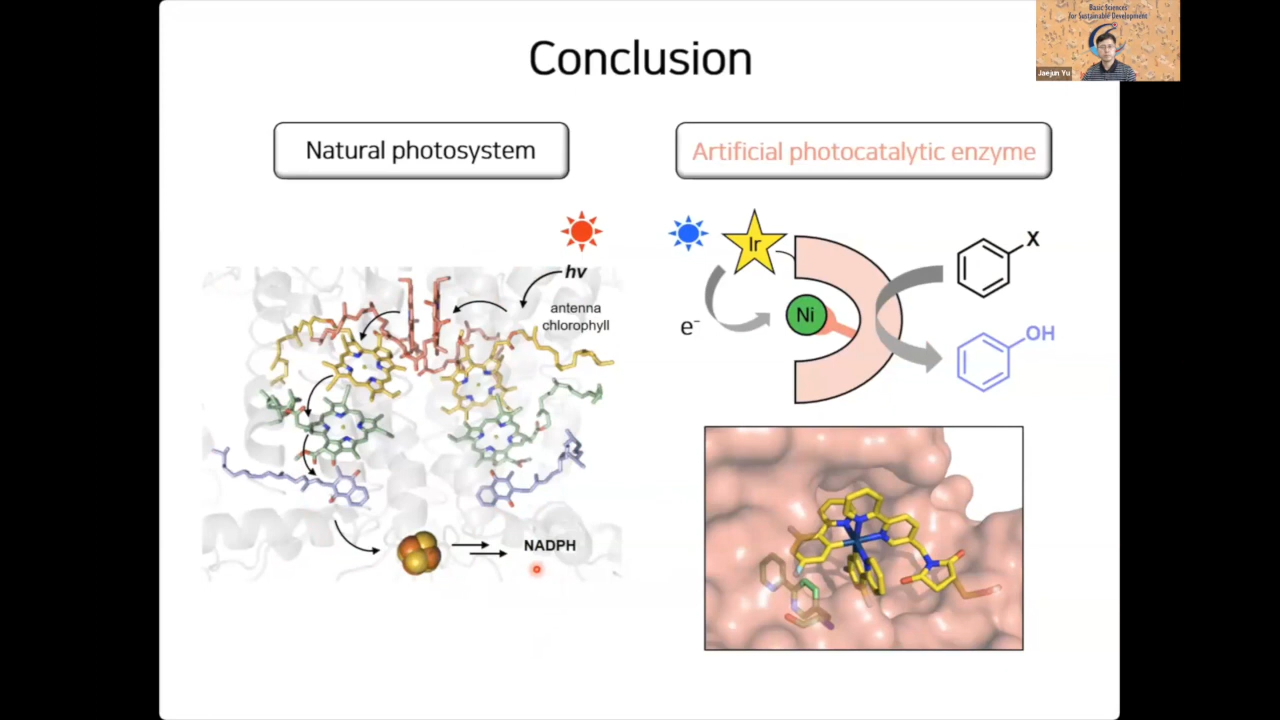 Conclusion
Basic Sciences
for Sustainable Development
Jaejun Yu
Natural photosystem
Artificial photocatalytic enzyme
hv
antenna
chlorophyll
NADPH
Ir
Ni
e⁻
X
OH